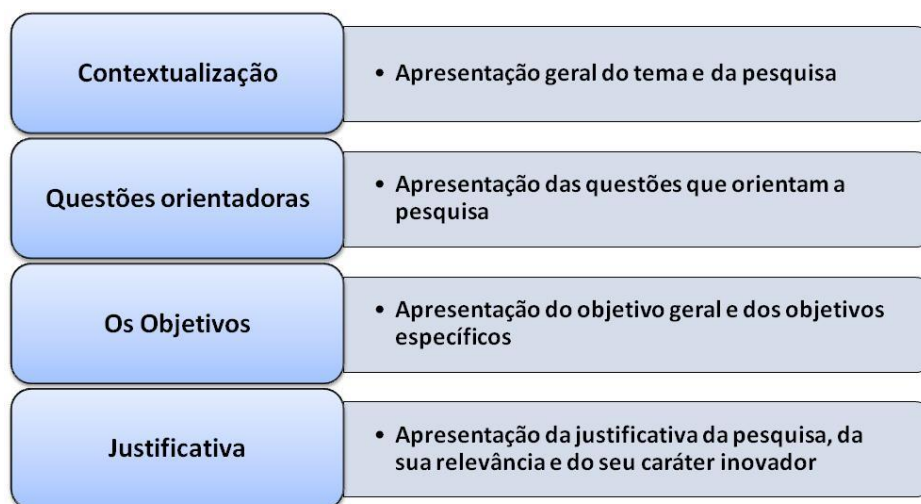 Contextualização
• Apresentação geral do tema e da pesquisa
Questões orientadoras
• Apresentação das questões que orientam a
pesquisa
Os Objetivos
• Apresentação do objetivo geral e dos objetivos
específicos
Justificativa
• Apresentação da justificativa da pesquisa, da
sua relevância e do seu caráter inovador